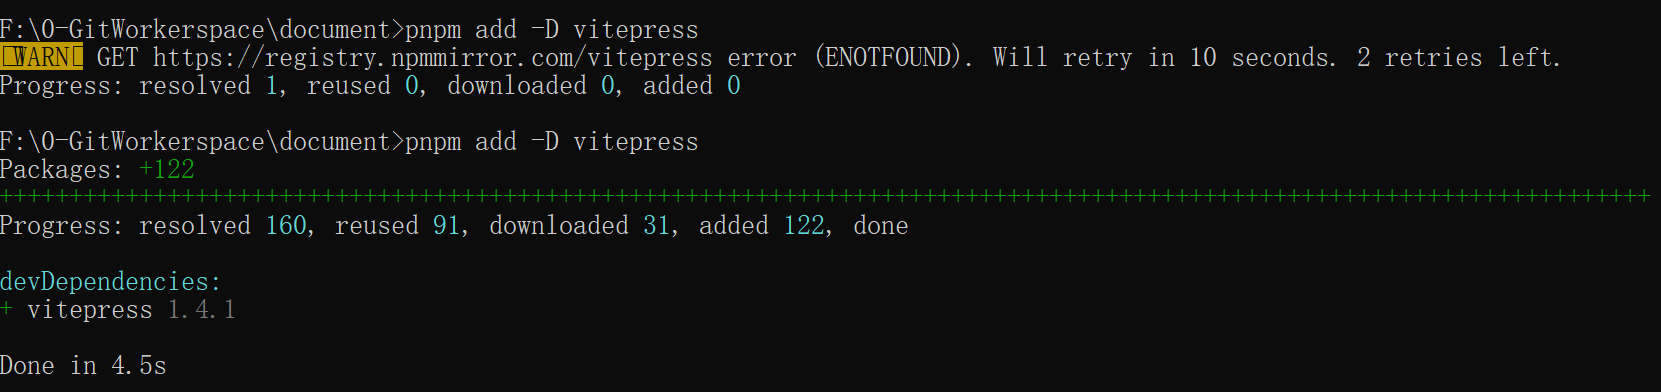 F:\0-GitWorkerspace\document>pnpm add -D vitepress
WARN GET https://registry.npmmirror.com/vitepress error (ENOTFOUND). Will retry in 10 seconds. 2 retries left.
Progress: resolved 1, reused 0, downloaded 0, added 0
F:\0-GitWorkerspace\document>pnpm add -D vitepress
Packages: +122
++++++++++++++++++++++++++++++++++++++++++++++++++++++++++++++++++++++++++++++++++++++++++++++++++++++++++++++++++++++
Progress: resolved 160, reused 91, downloaded 31, added 122, done
devDependencies:
+ vitepress 1.4.1
Done in 4.5s